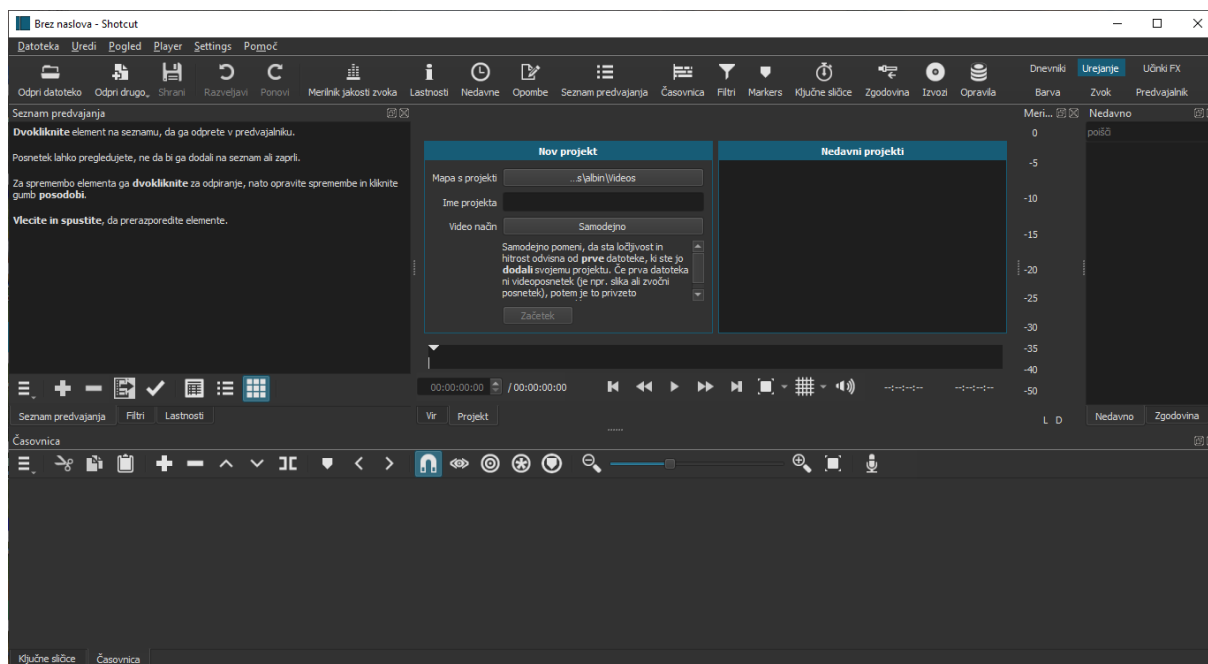 Brez naslova - Shotcut
Datoteka Uredi Pogled Player Settings Pomoč
Odpri datoteko Odpri drugo Shrani Razveljavi Ponovi Merilnik jakosti zvoka Lastnosti Nedavne Opombe Seznam predvajanja Časovnica Filtri Markers Ključne sličice Zgodovina Izvozi Opravila
Dnevniki Urejanje Učinki FX
Barva Zvok Predvajalnik
Seznam predvajanja
Dvokliknite element na seznamu, da ga odprete v predvajalniku.
Posnetek lahko pregledujete, ne da bi ga dodali na seznam ali zaprli.
Za spremembo elementa ga dvokliknite za odpiranje, nato opravite spremembe in kliknite
gumb posodobi.
Vlecite in spustite, da prerazporedite elemente.
Seznam predvajanja Filtri Lastnosti
Nov projekt
Mapa s projekti ...s\albin\Videos
Ime projekta
Video način Samodejno
Samodejno pomeni, da sta ločljivost in
hitrost odvisna od prve datoteke, ki ste jo
dodali svojemu projektu. Če prva datoteka
ni videoposnetek (je npr. slika ali zvočni
posnetek), potem je to privzeto
Začetek
Nedavni projekti
00:00:00:00 / 00:00:00:00 --:--:--:-- --:--:--:--
Vir Projekt
Meri...
0
-5
-10
-15
-20
-25
-30
-35
-40
-50
L D
Nedavno
poišči
Nedavno Zgodovina
Časovnica
Ključne sličice Časovnica